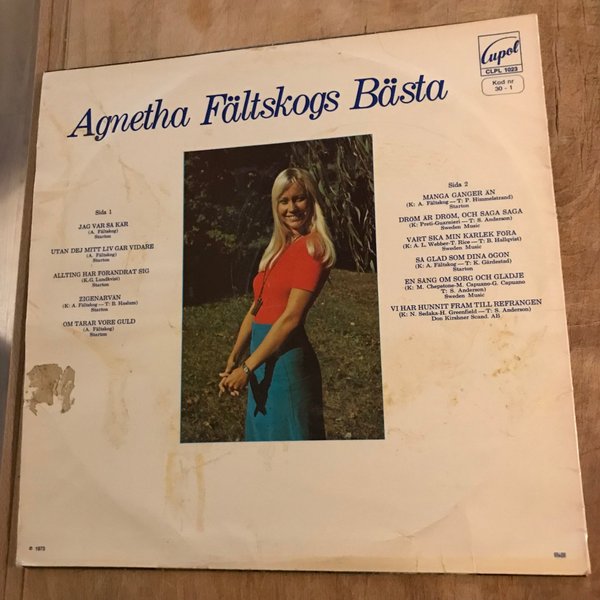 Cupol
CLPL 1023
Kod nr
30 - 1
Agnetha Fältskogs Bästa
Sida 1
JAG VAR SÅ KÄR
(A. Fältskog)
Starton
UTAN DEJ MITT LIV GÅR VIDARE
(A. Fältskog)
Starton
ALLTING HAR FÖRÄNDRAT SIG
(K.-G. Lundkvist)
Starton
ZIGENARVÄN
(K: A. Fältskog — T: B. Haslum)
Starton
OM TÅRAR VORE GULD
(A. Fältskog)
Starton
Sida 2
MÅNGA GÅNGER ÄN
(K: A. Fältskog — T: P. Himmelstrand)
Starton
DRÖM ÄR DRÖM, OCH SAGA SAGA
(K: Preti-Guarnieri — T: S. Anderson)
Sweden Music
VART SKA MIN KÄRLEK FÖRA
(K: A. L. Webber-T. Rice — T: B. Hallqvist)
Sweden Music
SÅ GLAD SOM DINA ÖGON
(K: A. Fältskog — T: K. Gärdestad)
Starton
EN SÅNG OM SORG OCH GLÄDJE
(K: M. Chepstone-M. Capuano-G. Capuano
T: S. Anderson)
Sweden Music
VI HAR HUNNIT FRAM TILL REFRÄNGEN
(K: N. Sedaka-H. Greenfield — T: S. Anderson)
Don Kirshner Scand. AB
℗ 1973